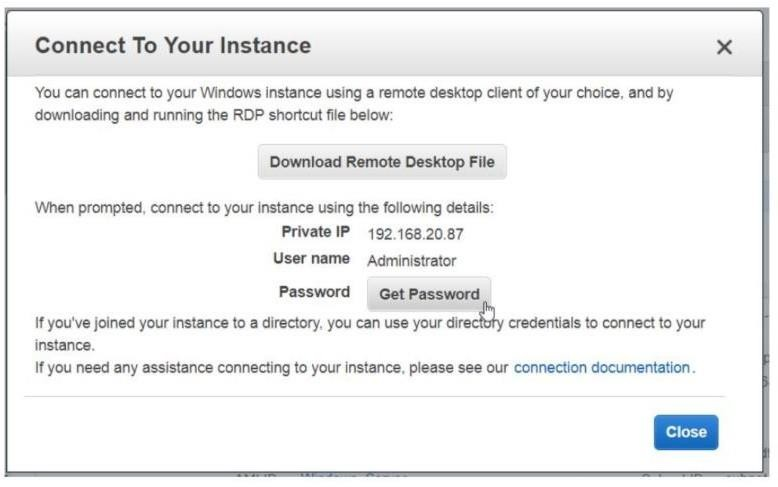 Connect To Your Instance
You can connect to your Windows instance using a remote desktop client of your choice, and by
downloading and running the RDP shortcut file below:
Download Remote Desktop File
When prompted, connect to your instance using the following details:
Private IP 192.168.20.87
User name Administrator
Password Get Password
If you've joined your instance to a directory, you can use your directory credentials to connect to your
instance.
If you need any assistance connecting to your instance, please see our connection documentation.
Close